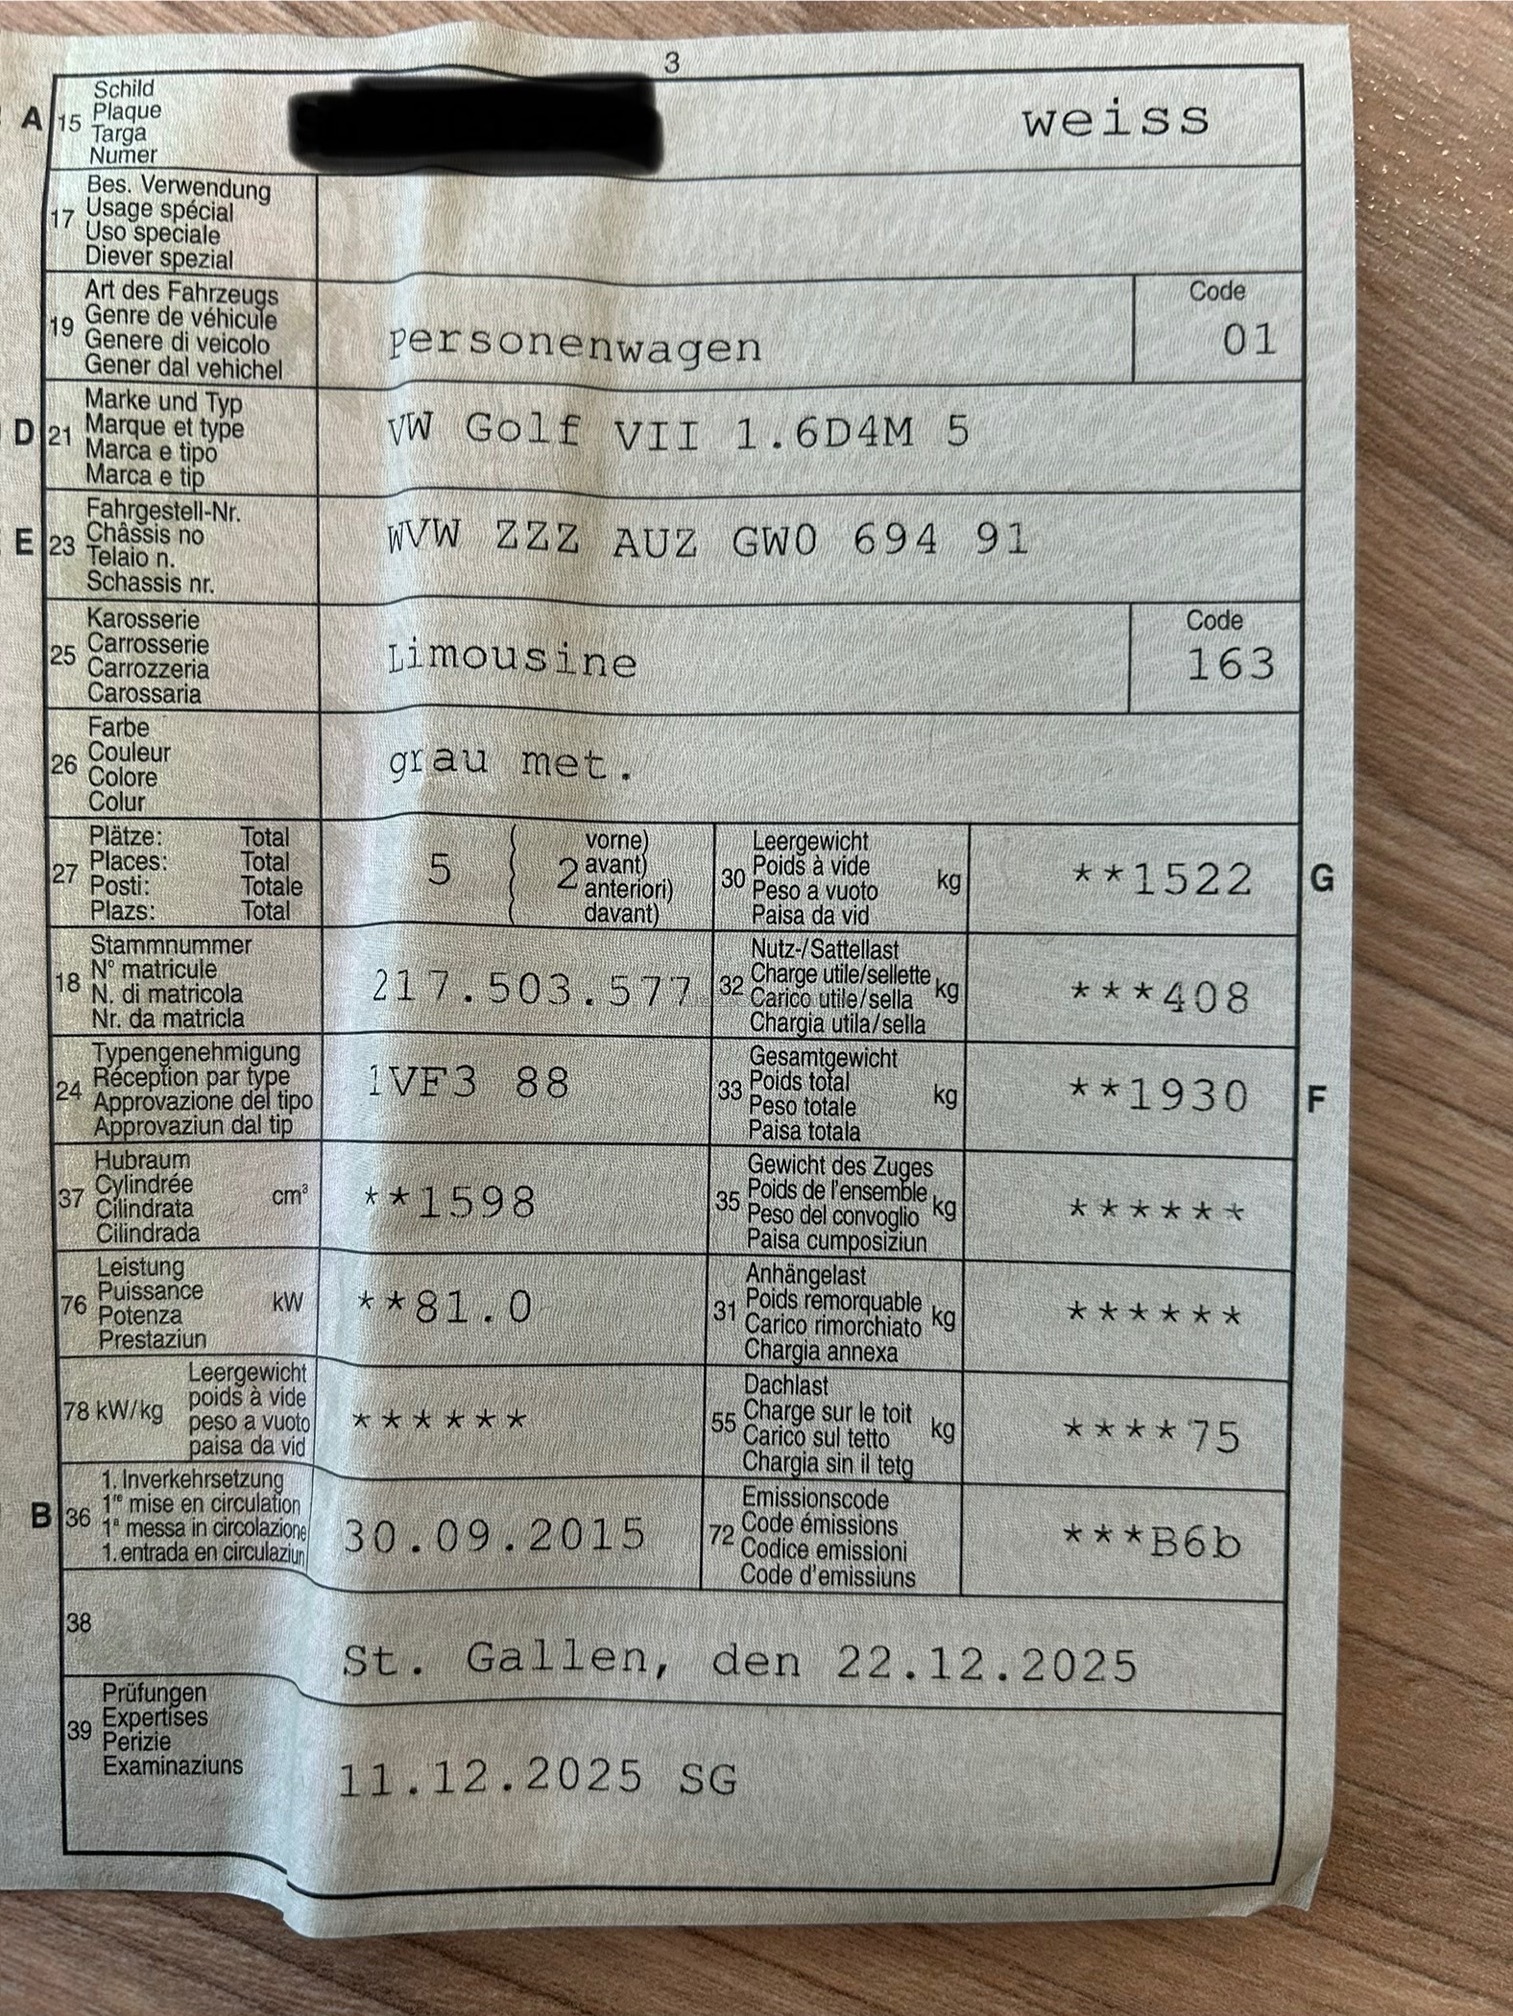 3
A 15 Schild
Plaque
Targa
Numer
weiss
17 Bes. Verwendung
Usage spécial
Uso speciale
Diever spezial
19 Art des Fahrzeugs
Genre de véhicule
Genere di veicolo
Gener dal vehichel
Personenwagen
Code
01
D 21 Marke und Typ
Marque et type
Marca e tipo
Marca e tip
VW Golf VII 1.6D4M 5
E 23 Fahrgestell-Nr.
Châssis no
Telaio n.
Schassis nr.
WVW ZZZ AUZ GW0 694 91
25 Karosserie
Carrosserie
Carrozzeria
Carossaria
Limousine
Code
163
26 Farbe
Couleur
Colore
Colur
grau met.
27 Plätze: Total
Places: Total
Posti: Totale
Plazs: Total
5
2
vorne)
avant)
anteriori)
davant)
30 Leergewicht
Poids à vide
Peso a vuoto
Paisa da vid
kg
**1522
G
18 Stammnummer
N° matricule
N. di matricola
Nr. da matricla
217.503.577
32 Nutz-/Sattellast
Charge utile/sellette
Carico utile/sella
Chargia utila/sella
kg
***408
24 Typengenehmigung
Réception par type
Approvazione del tipo
Approvaziun dal tip
1VF3 88
33 Gesamtgewicht
Poids total
Peso totale
Paisa totala
kg
**1930
F
37 Hubraum
Cylindrée
Cilindrata
Cilindrada
cm³
**1598
35 Gewicht des Zuges
Poids de l'ensemble
Peso del convoglio
Paisa cumposiziun
kg
******
76 Leistung
Puissance
Potenza
Prestaziun
kW
**81.0
31 Anhängelast
Poids remorquable
Carico rimorchiato
Chargia annexa
kg
******
78 kW/kg
Leergewicht
poids à vide
peso a vuoto
paisa da vid
******
55 Dachlast
Charge sur le toit
Carico sul tetto
Chargia sin il tetg
kg
****75
B 36 1. Inverkehrsetzung
1re mise en circulation
1a messa in circolazione
1. entrada en circulaziun
30.09.2015
72 Emissionscode
Code émissions
Codice emissioni
Code d'emissiuns
***B6b
38
St. Gallen, den 22.12.2025
39 Prüfungen
Expertises
Perizie
Examinaziuns
11.12.2025 SG